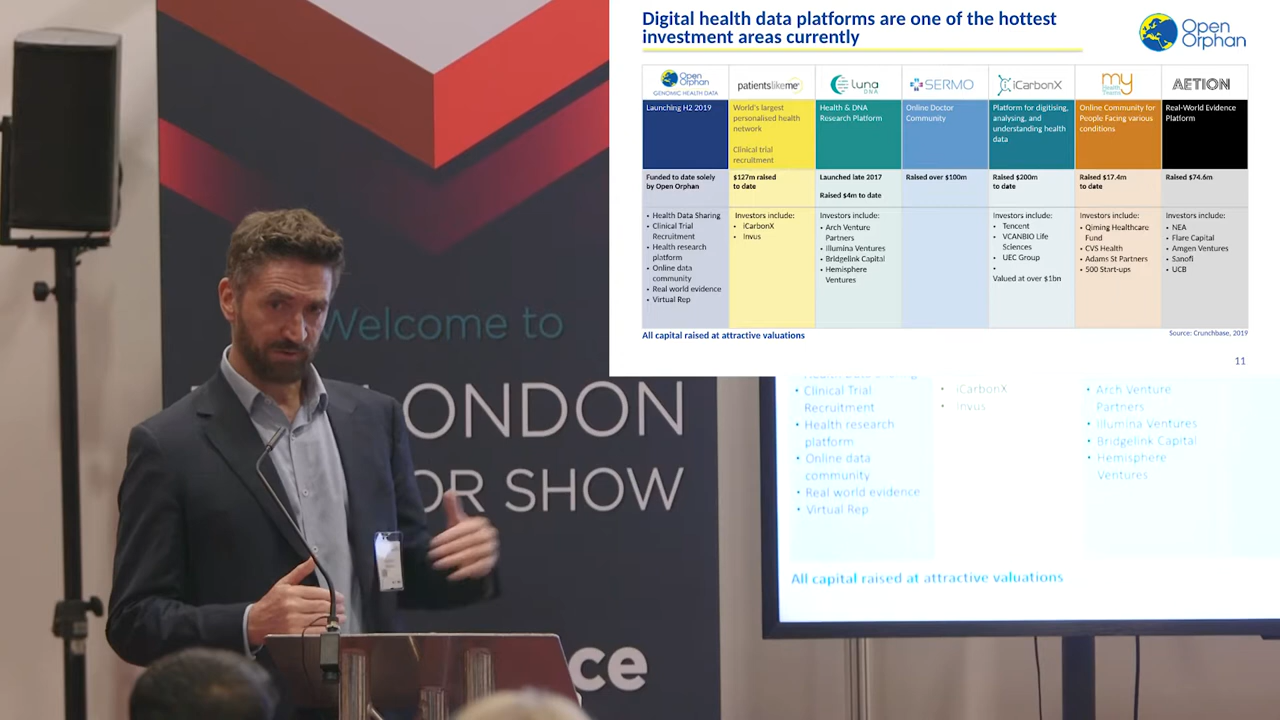 Digital health data platforms are one of the hottest
investment areas currently
Open
Orphan
Open
Orphan
GENOMIC HEALTH DATA
patientslikeme
Luna
DNA
SERMO
iCarbonX
my
Health
Teams
AETION
Launching H2 2019
World's largest
personalised health
network
Clinical trial
recruitment
Health & DNA
Research Platform
Online Doctor
Community
Platform for digitising,
analysing, and
understanding health
data
Online Community for
People Facing various
conditions
Real-World Evidence
Platform
Funded to date solely
by Open Orphan
$127m raised
to date
Launched late 2017
Raised $4m to date
Raised over $100m
Raised $200m
to date
Raised $17.4m
to date
Raised $74.6m
• Health Data Sharing
• Clinical Trial
Recruitment
• Health research
platform
• Online data
community
• Real world evidence
• Virtual Rep
Investors include:
• iCarbonX
• Invus
Investors include:
• Arch Venture
Partners
• Illumina Ventures
• Bridgelink Capital
• Hemisphere
Ventures
Investors include:
• Tencent
• VCANBIO Life
Sciences
• UEC Group
•
Valued at over $1bn
Investors include:
• Qiming Healthcare
Fund
• CVS Health
• Adams St Partners
• 500 Start-ups
Investors include:
• NEA
• Flare Capital
• Amgen Ventures
• Sanofi
• UCB
All capital raised at attractive valuations
Source: Crunchbase, 2019
11
Welcome to
ONDON
OR SHOW
ce
• Clinical Trial
Recruitment
• Health research
platform
• Online data
community
• Real world evidence
• Virtual Rep
• iCarbonX
• Invus
• Arch Venture
Partners
• Illumina Ventures
• Bridgelink Capital
• Hemisphere
Ventures
All capital raised at attractive valuations